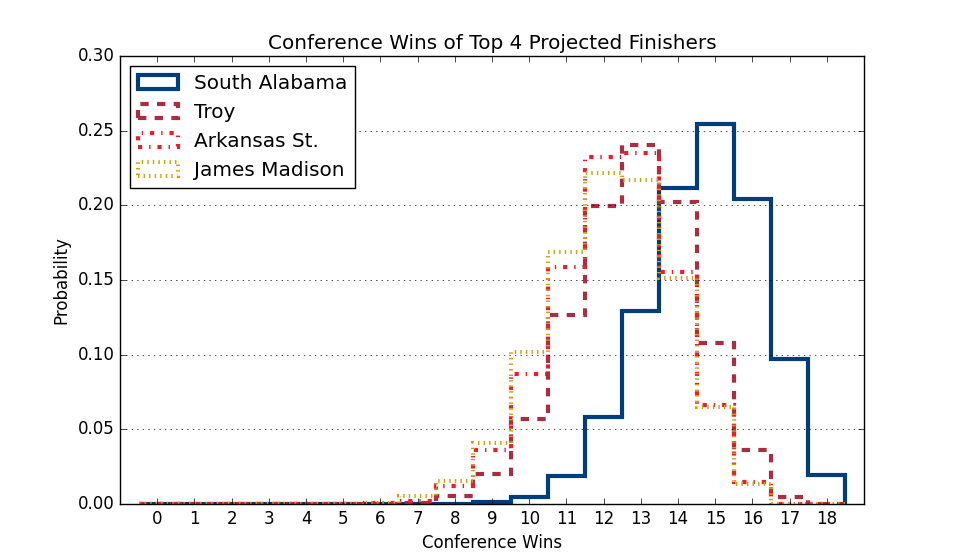 Conference Wins of Top 4 Projected Finishers
0.30
0.25
0.20
0.15
0.10
0.05
0.00
Probability
South Alabama
Troy
Arkansas St.
James Madison
0 1 2 3 4 5 6 7 8 9 10 11 12 13 14 15 16 17 18
Conference Wins